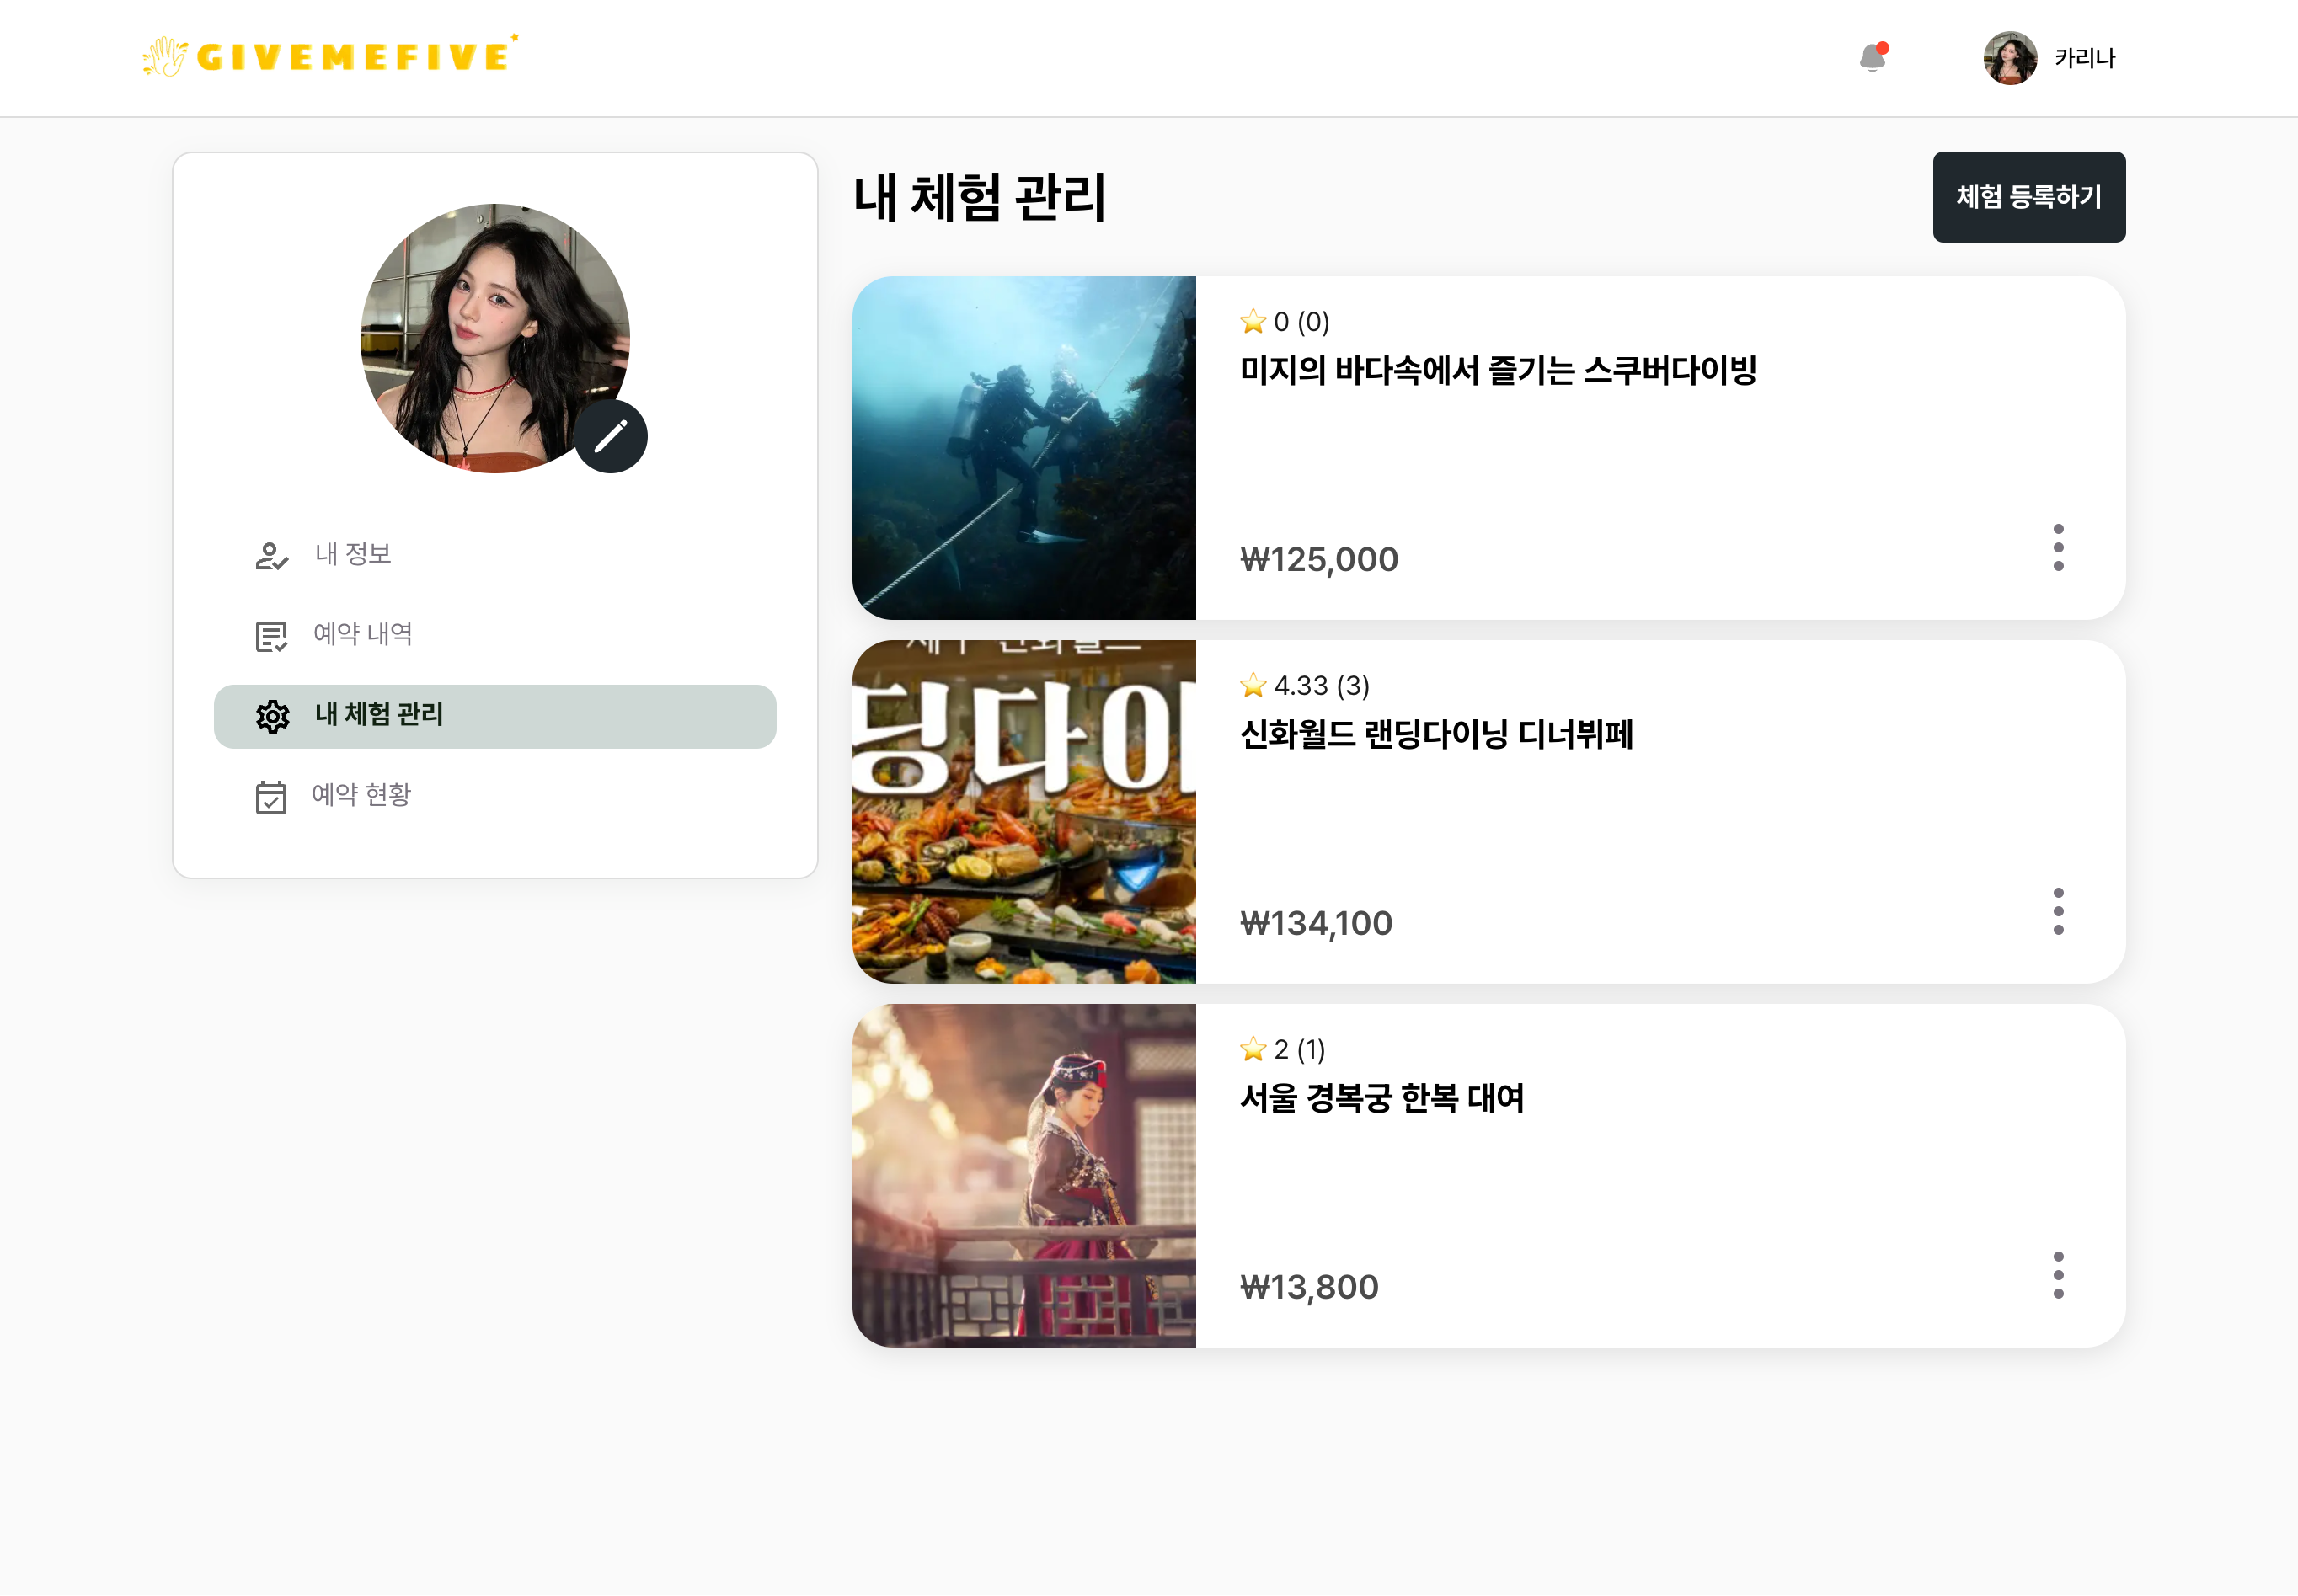 GIVEMEFIVE
카리나
내 정보
예약 내역
내 체험 관리
예약 현황
내 체험 관리
체험 등록하기
0 (0)
미지의 바다속에서 즐기는 스쿠버다이빙
₩125,000
딩다이
4.33 (3)
신화월드 랜딩다이닝 디너뷔페
₩134,100
2 (1)
서울 경복궁 한복 대여
₩13,800